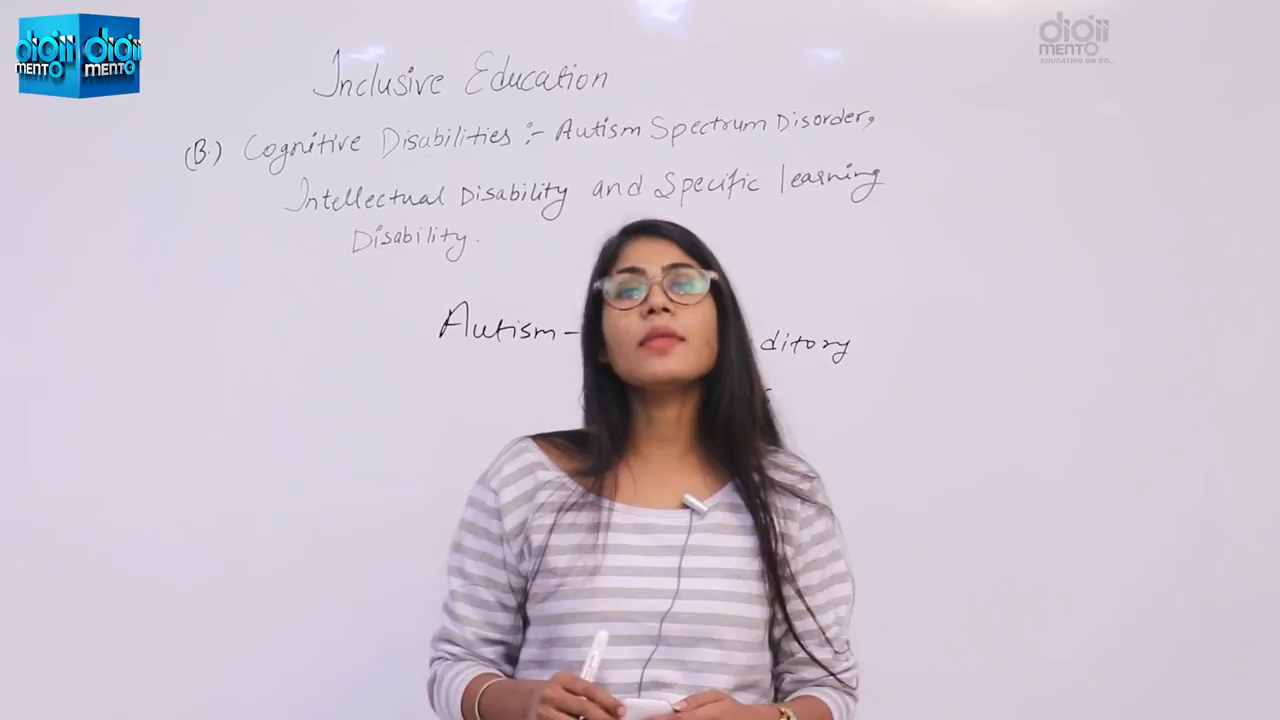 digii digii
MENTO MENTO
digii
MENTO
EDUCATING ON GO...
Inclusive Education
(B.) Cognitive Disabilities :- Autism Spectrum Disorder,
Intellectual Disability and Specific learning
Disability.
Autism - ditory